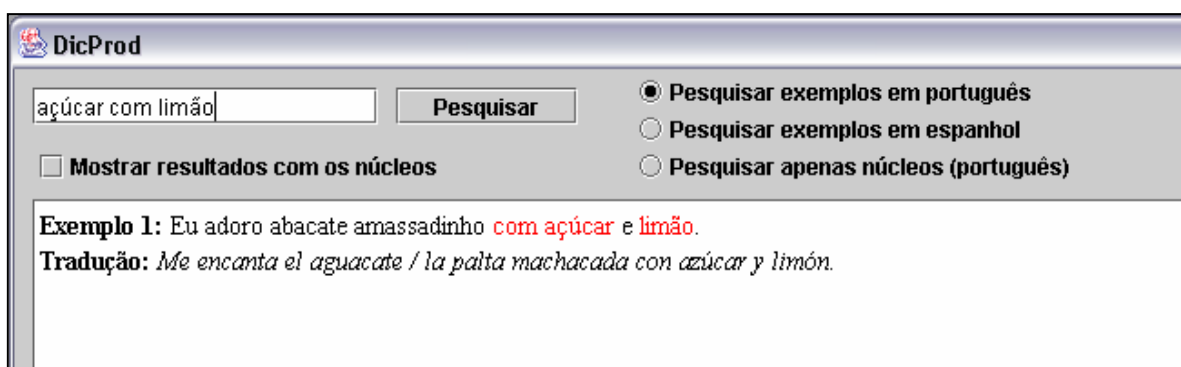 DicProd
açúcar com limão
Pesquisar
Pesquisar exemplos em português
Pesquisar exemplos em espanhol
Mostrar resultados com os núcleos
Pesquisar apenas núcleos (português)
Exemplo 1: Eu adoro abacate amassadinho com açúcar e limão.
Tradução: Me encanta el aguacate / la palta machacada con azúcar y limón.